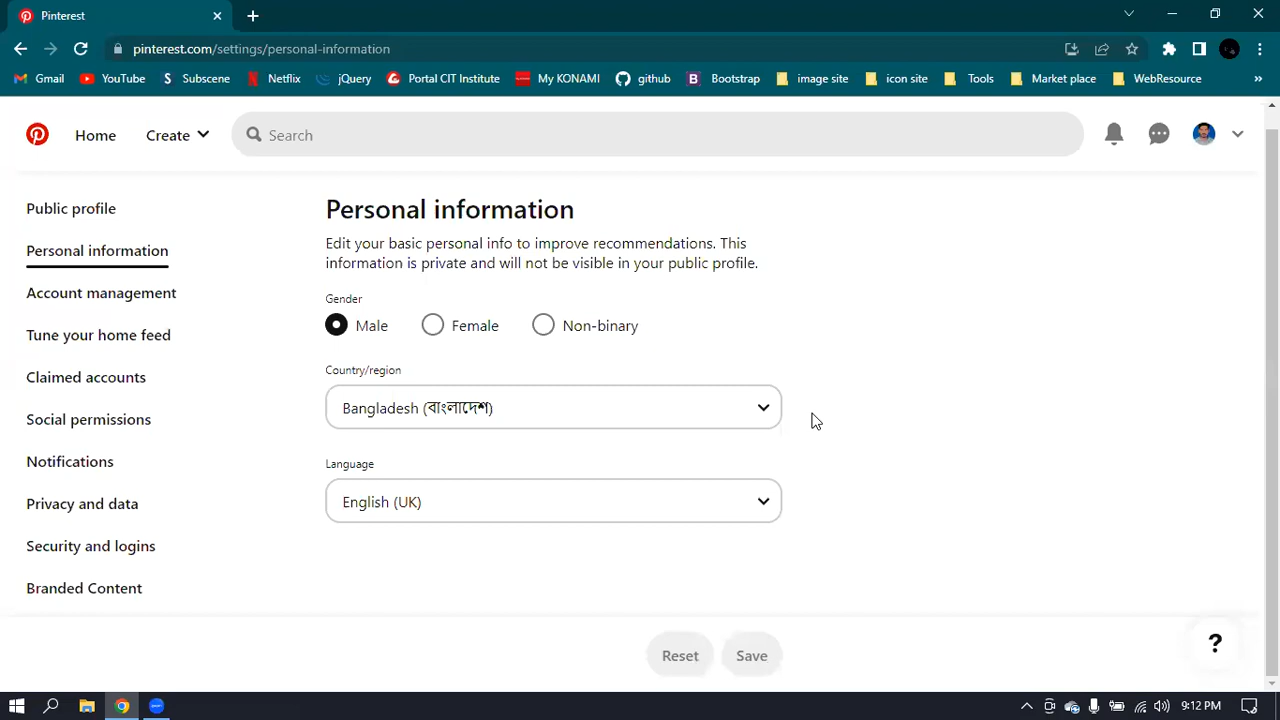 Pinterest
pinterest.com/settings/personal-information
Gmail YouTube Subscene Netflix jQuery Portal CIT Institute My KONAMI github Bootstrap image site icon site Tools Market place WebResource »
Home Create Search
Public profile
Personal information
Account management
Tune your home feed
Claimed accounts
Social permissions
Notifications
Privacy and data
Security and logins
Branded Content
Personal information
Edit your basic personal info to improve recommendations. This
information is private and will not be visible in your public profile.
Gender
Male Female Non-binary
Country/region
Bangladesh (বাংলাদেশ)
Language
English (UK)
Reset Save
?
9:12 PM